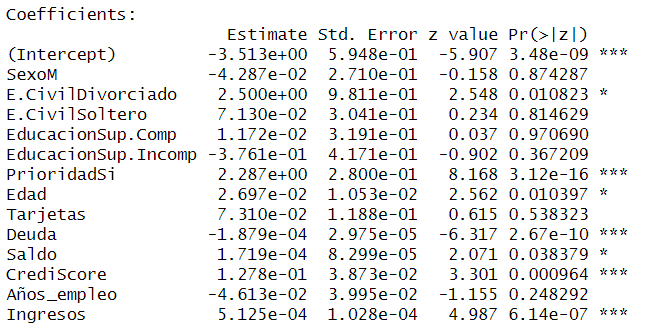 Coefficients:
Estimate Std. Error z value Pr(>|z|)
(Intercept) -3.513e+00 5.948e-01 -5.907 3.48e-09 ***
SexoM -4.287e-02 2.710e-01 -0.158 0.874287
E.CivilDivorciado 2.500e+00 9.811e-01 2.548 0.010823 *
E.CivilSoltero 7.130e-02 3.041e-01 0.234 0.814629
EducacionSup.Comp 1.172e-02 3.191e-01 0.037 0.970690
EducacionSup.Incomp -3.761e-01 4.171e-01 -0.902 0.367209
PrioridadSi 2.287e+00 2.800e-01 8.168 3.12e-16 ***
Edad 2.697e-02 1.053e-02 2.562 0.010397 *
Tarjetas 7.310e-02 1.188e-01 0.615 0.538323
Deuda -1.879e-04 2.975e-05 -6.317 2.67e-10 ***
Saldo 1.719e-04 8.299e-05 2.071 0.038379 *
CrediScore 1.278e-01 3.873e-02 3.301 0.000964 ***
Años_empleo -4.613e-02 3.995e-02 -1.155 0.248292
Ingresos 5.125e-04 1.028e-04 4.987 6.14e-07 ***